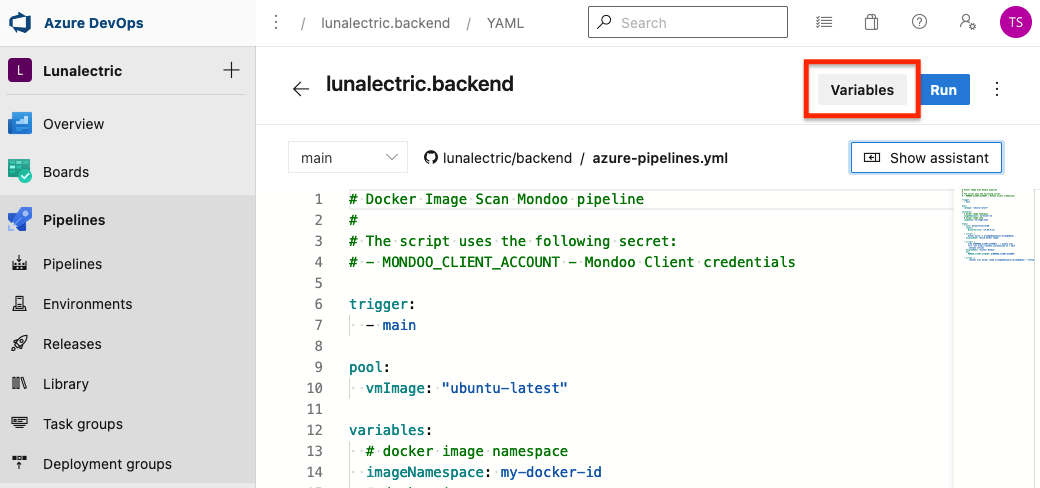 Azure DevOps
/ lunalectric.backend / YAML
Search
TS
L Lunalectric
Overview
Boards
Pipelines
Pipelines
Environments
Releases
Library
Task groups
Deployment groups
lunalectric.backend
Variables
Run
main
lunalectric/backend / azure-pipelines.yml
Show assistant
1 # Docker Image Scan Mondoo pipeline
2 #
3 # The script uses the following secret:
4 # - MONDOO_CLIENT_ACCOUNT - Mondoo Client credentials
5
6 trigger:
7 - main
8
9 pool:
10 vmImage: "ubuntu-latest"
11
12 variables:
13 # docker image namespace
14 imageNamespace: my-docker-id